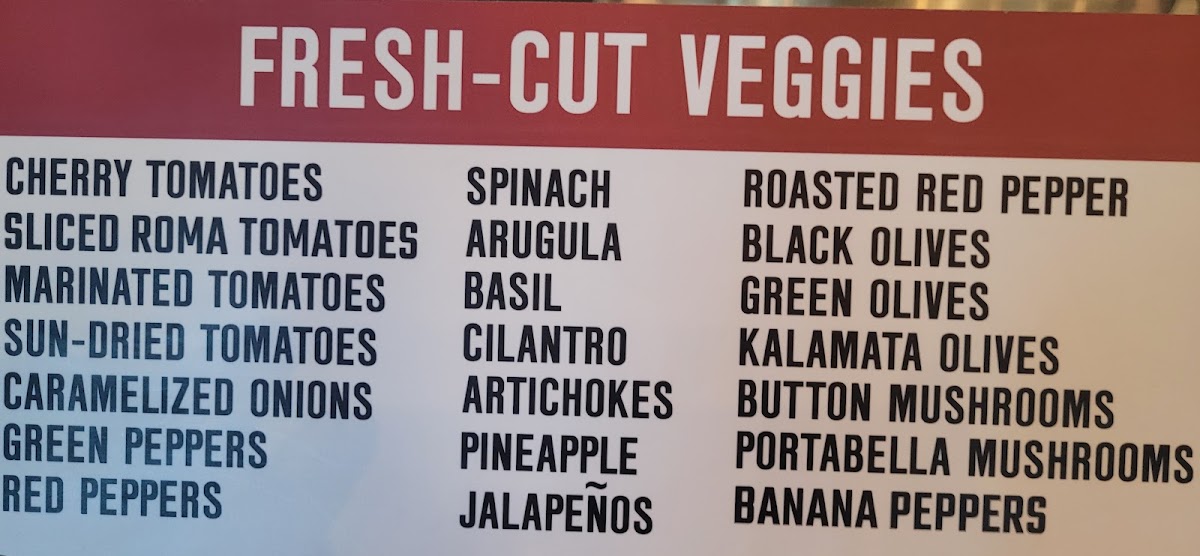 FRESH-CUT VEGGIES
CHERRY TOMATOES
SLICED ROMA TOMATOES
MARINATED TOMATOES
SUN-DRIED TOMATOES
CARAMELIZED ONIONS
GREEN PEPPERS
RED PEPPERS
SPINACH
ARUGULA
BASIL
CILANTRO
ARTICHOKES
PINEAPPLE
JALAPEÑOS
ROASTED RED PEPPER
BLACK OLIVES
GREEN OLIVES
KALAMATA OLIVES
BUTTON MUSHROOMS
PORTABELLA MUSHROOMS
BANANA PEPPERS